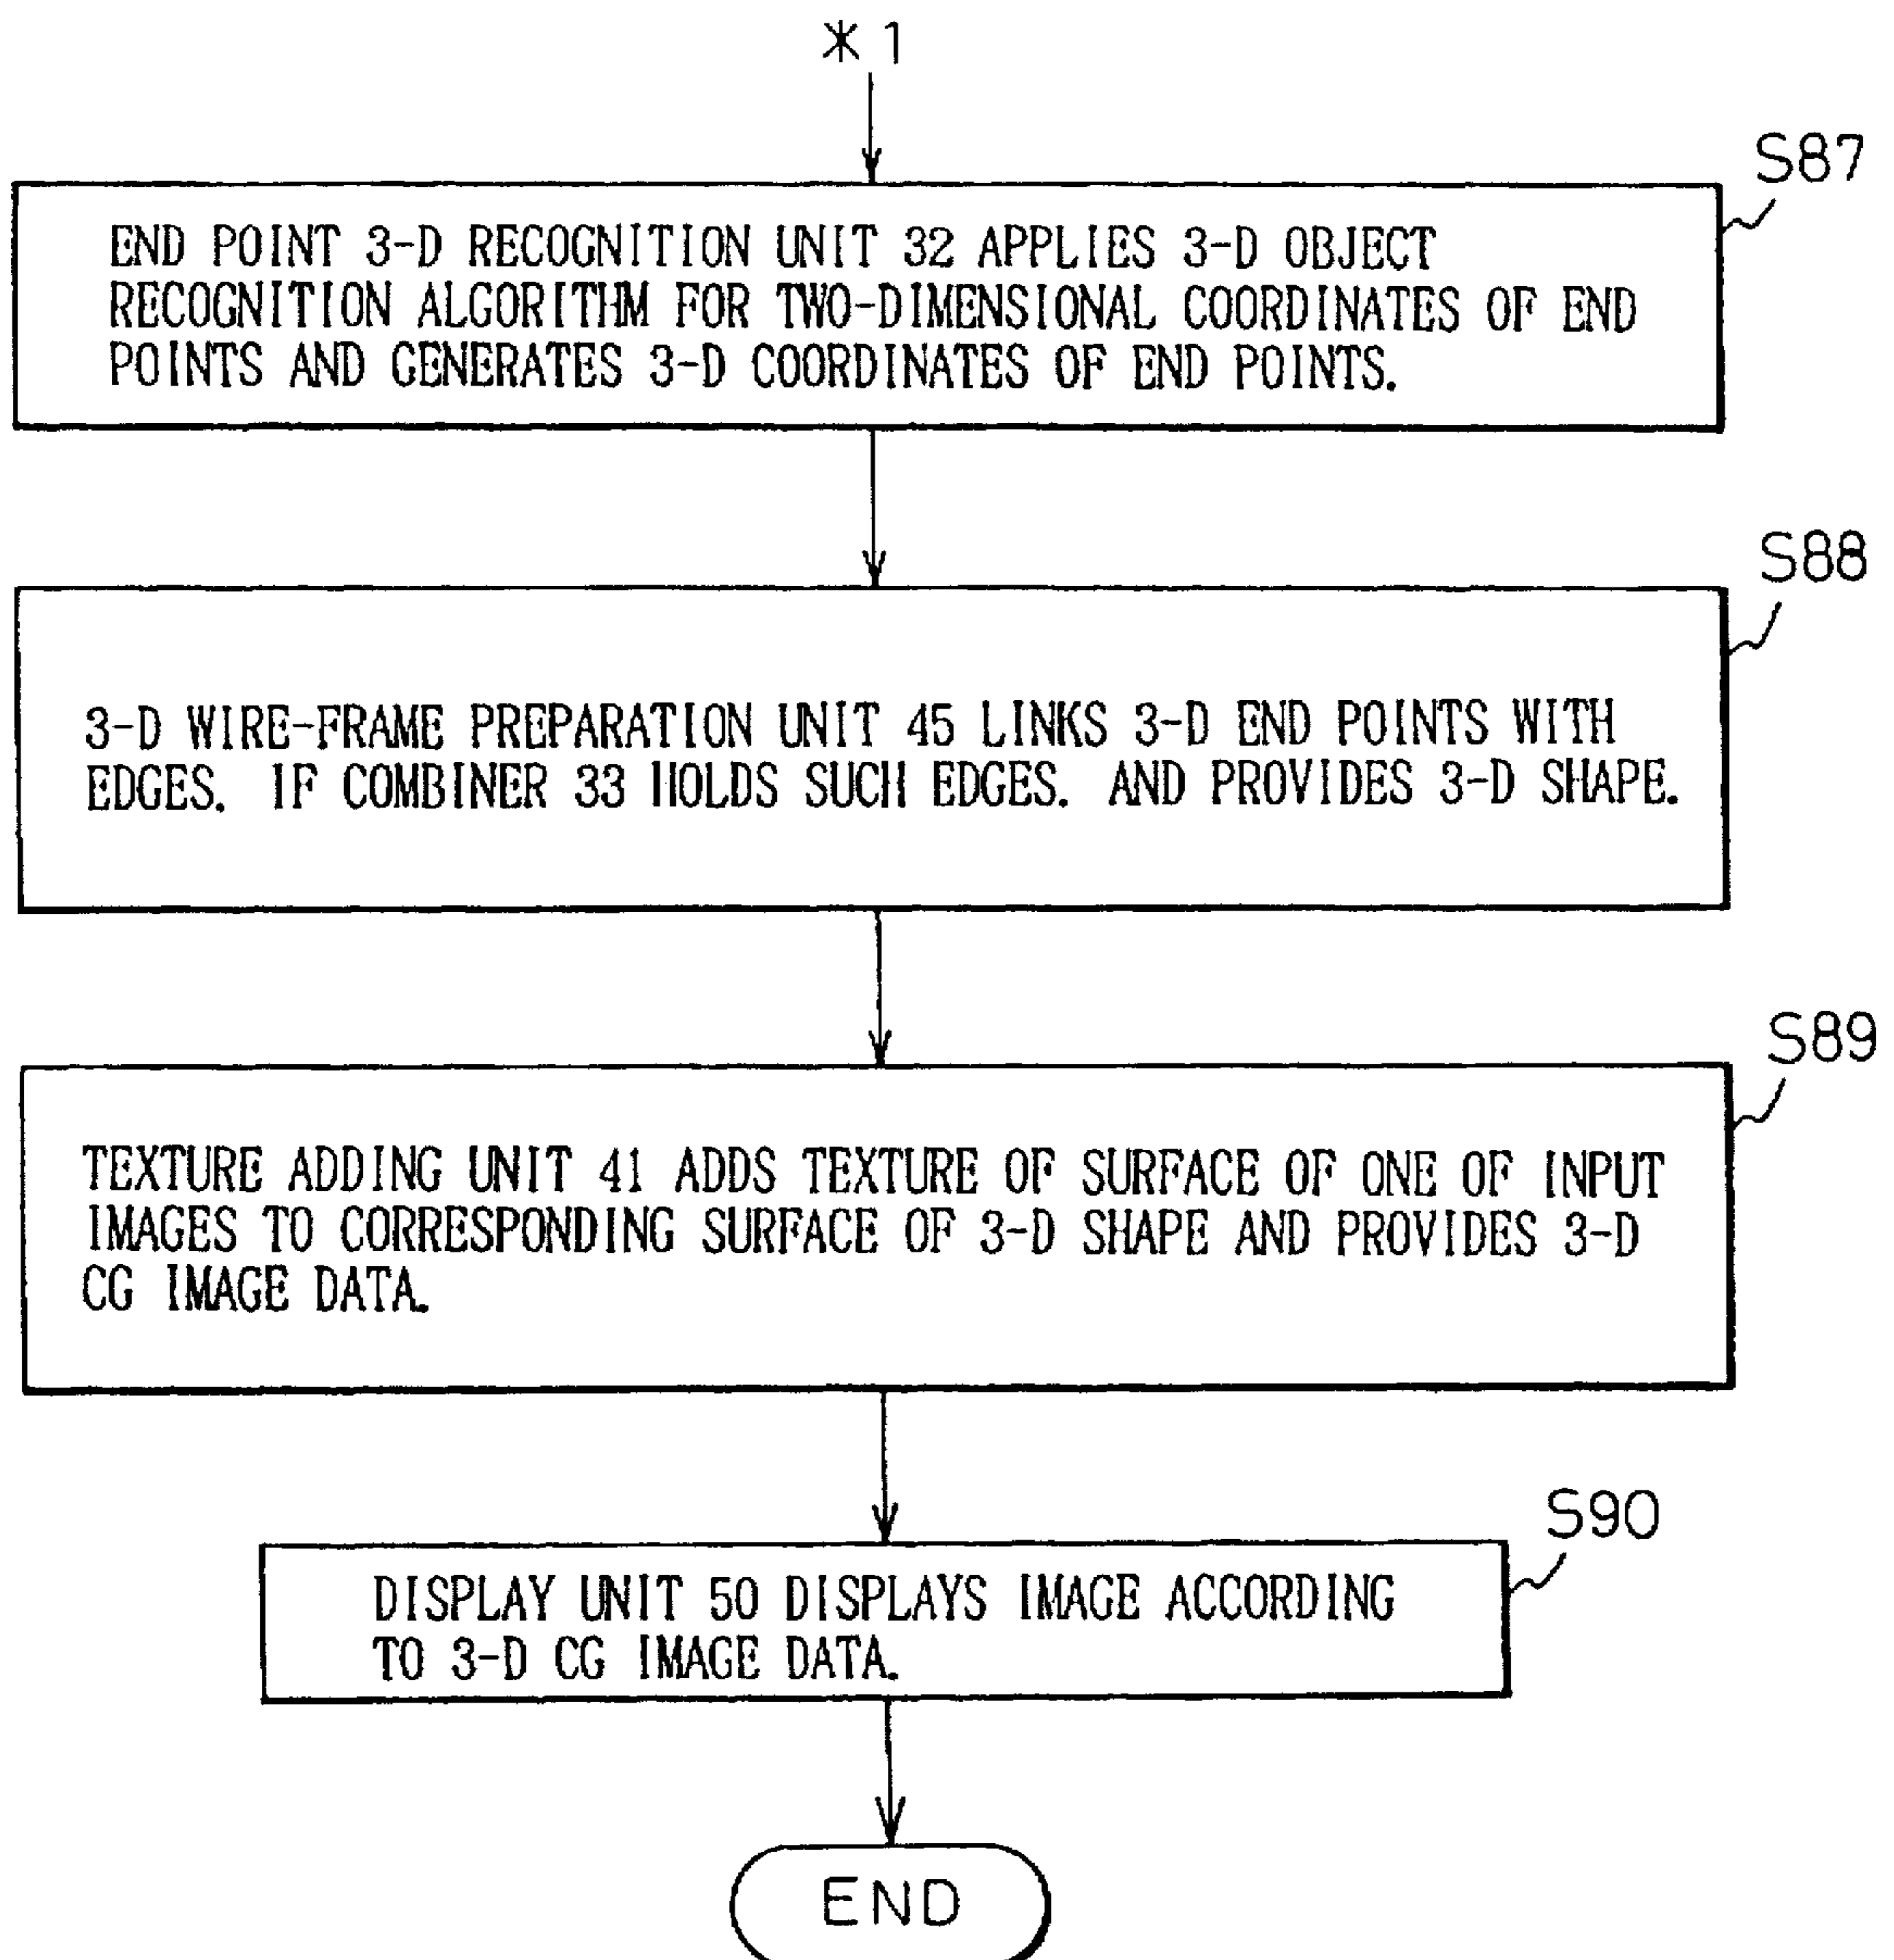 ※1
S87
END POINT 3-D RECOGNITION UNIT 32 APPLIES 3-D OBJECT
RECOGNITION ALGORITHM FOR TWO-DIMENSIONAL COORDINATES OF END
POINTS AND GENERATES 3-D COORDINATES OF END POINTS.
S88
3-D WIRE-FRAME PREPARATION UNIT 45 LINKS 3-D END POINTS WITH
EDGES. IF COMBINER 33 HOLDS SUCH EDGES. AND PROVIDES 3-D SHAPE.
S89
TEXTURE ADDING UNIT 41 ADDS TEXTURE OF SURFACE OF ONE OF INPUT
IMAGES TO CORRESPONDING SURFACE OF 3-D SHAPE AND PROVIDES 3-D
CG IMAGE DATA.
S90
DISPLAY UNIT 50 DISPLAYS IMAGE ACCORDING
TO 3-D CG IMAGE DATA.
END